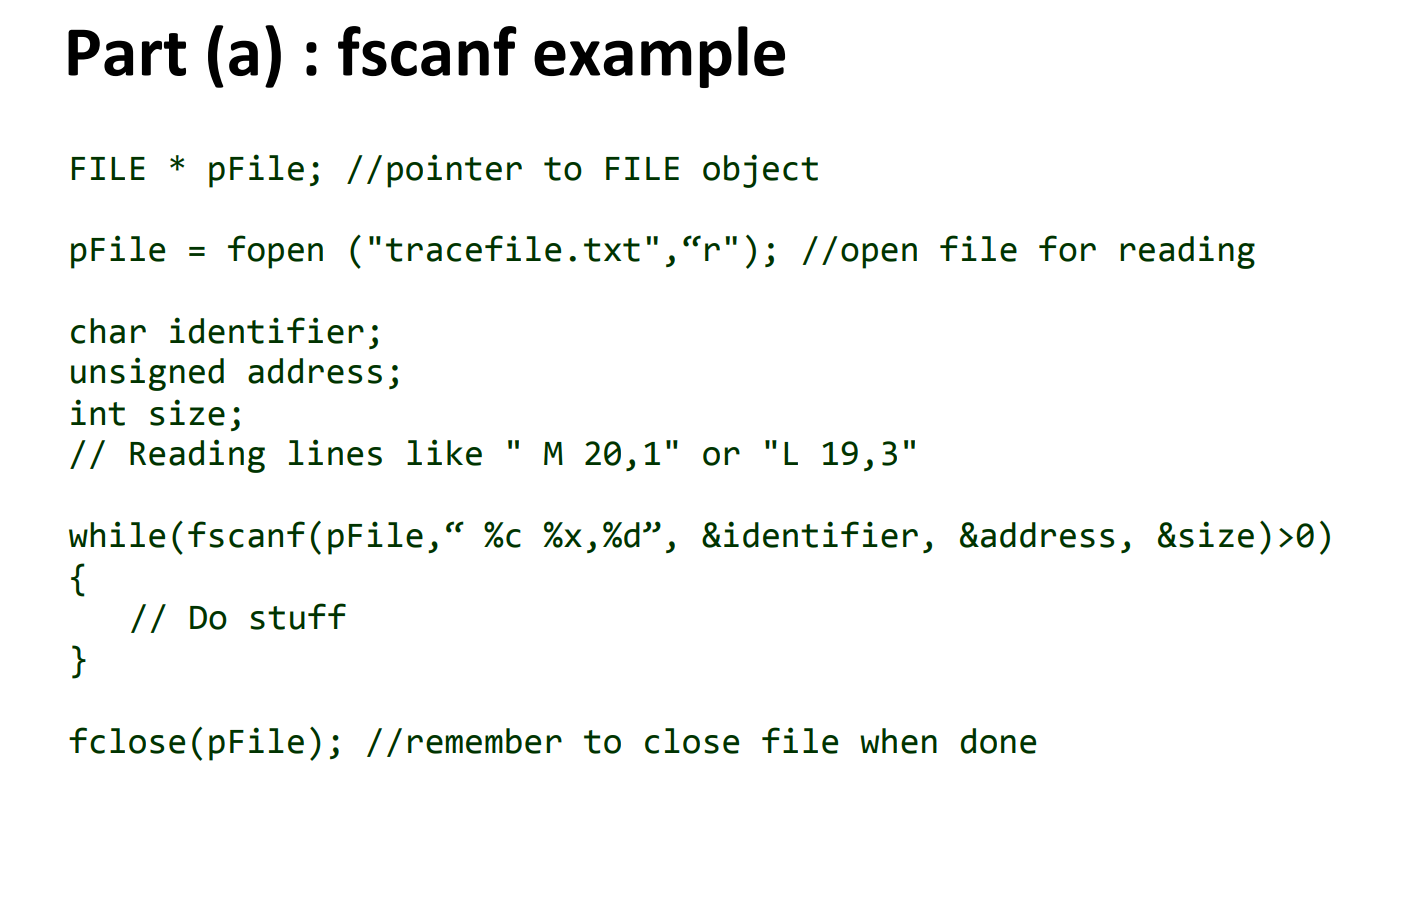 Part (a) : fscanf example
FILE * pFile; //pointer to FILE object
pFile = fopen ("tracefile.txt",“r"); //open file for reading
char identifier;
unsigned address;
int size;
// Reading lines like " M 20,1" or "L 19,3"
while(fscanf(pFile,“ %c %x,%d”, &identifier, &address, &size)>0)
{
// Do stuff
}
fclose(pFile); //remember to close file when done